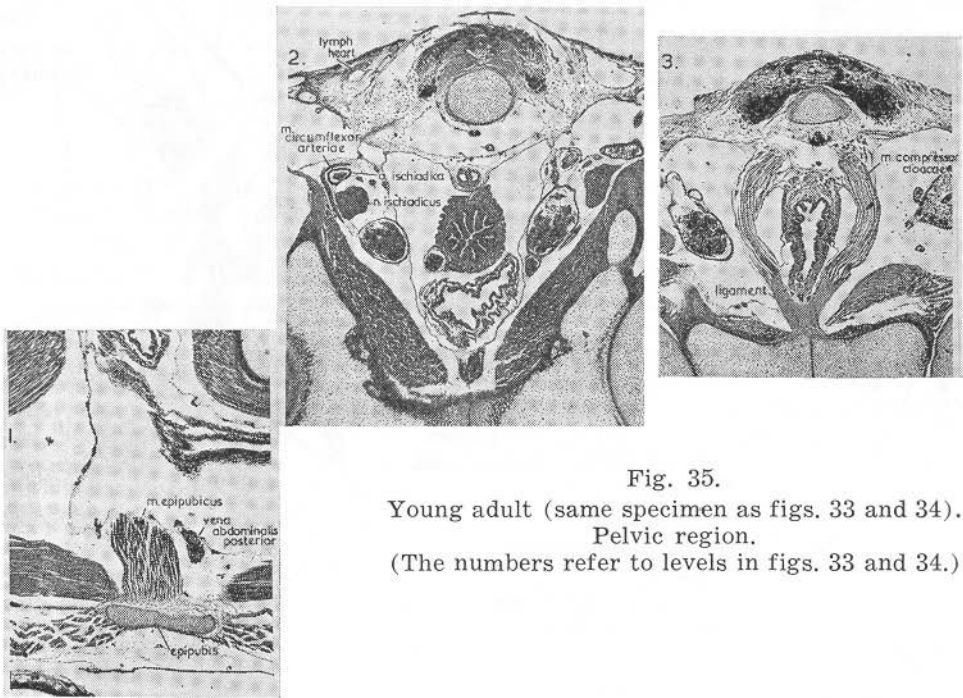 2.
lymph
heart
m.
circumflexor
arteriae
a. ischiadica
n. ischiadicus
3.
m. compressor
cloacae
ligament
1.
m. epipubicus
vena
abdominalis
posterior
epipubis
Fig. 35.
Young adult (same specimen as figs. 33 and 34).
Pelvic region.
(The numbers refer to levels in figs. 33 and 34.)